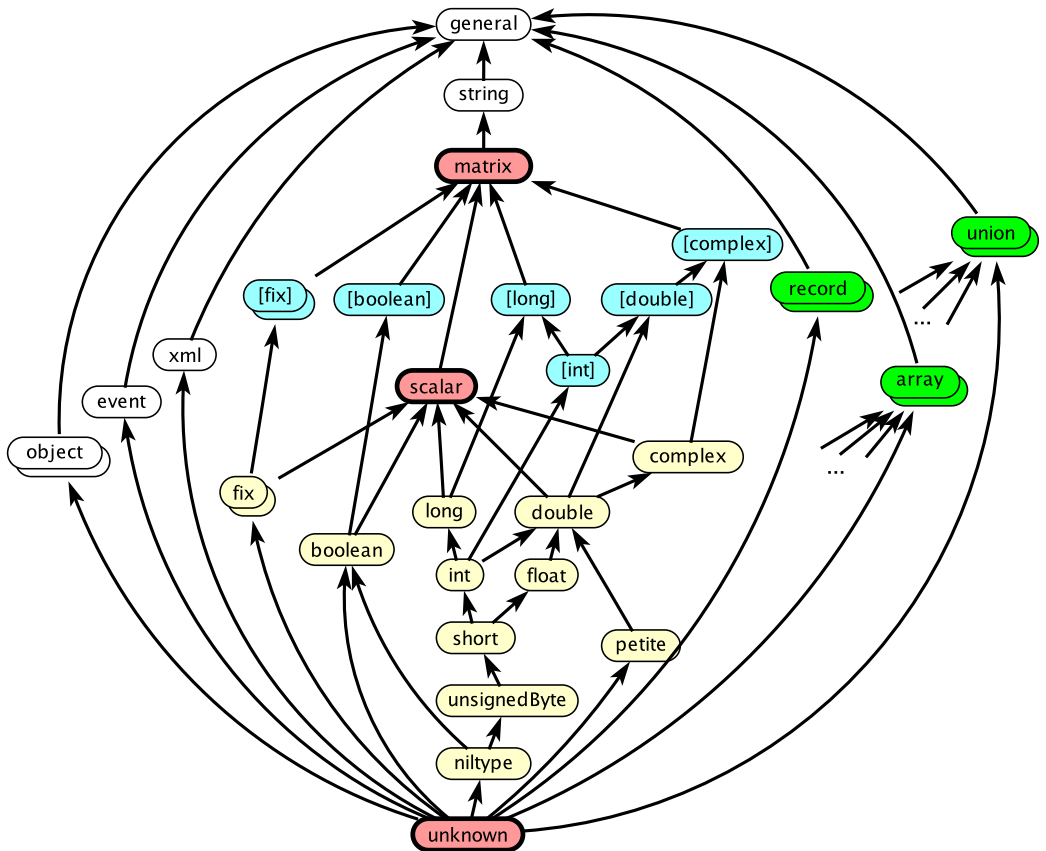 general
string
matrix
union
[complex]
record
[fix]
[boolean]
[long]
[double]
...
xml
[int]
array
scalar
event
object
complex
...
fix
long
double
boolean
int
float
short
petite
unsignedByte
niltype
unknown